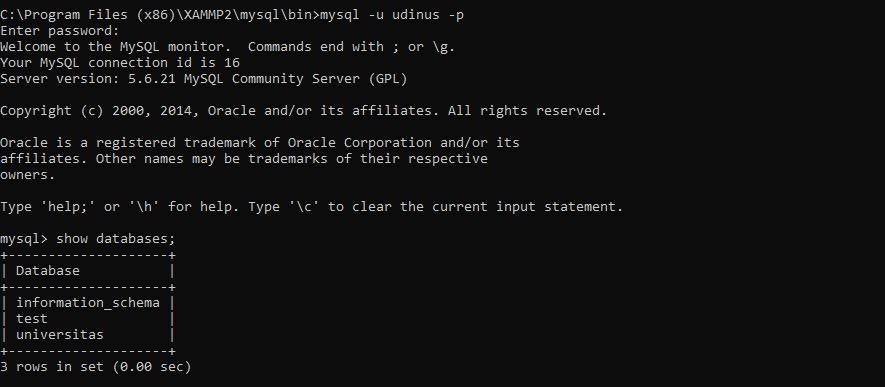 C:\Program Files (x86)\XAMMP2\mysql\bin>mysql -u udinus -p
Enter password:
Welcome to the MySQL monitor.  Commands end with ; or \g.
Your MySQL connection id is 16
Server version: 5.6.21 MySQL Community Server (GPL)

Copyright (c) 2000, 2014, Oracle and/or its affiliates. All rights reserved.

Oracle is a registered trademark of Oracle Corporation and/or its
affiliates. Other names may be trademarks of their respective
owners.

Type 'help;' or '\h' for help. Type '\c' to clear the current input statement.

mysql> show databases;
+--------------------+
| Database           |
+--------------------+
| information_schema |
| test               |
| universitas        |
+--------------------+
3 rows in set (0.00 sec)